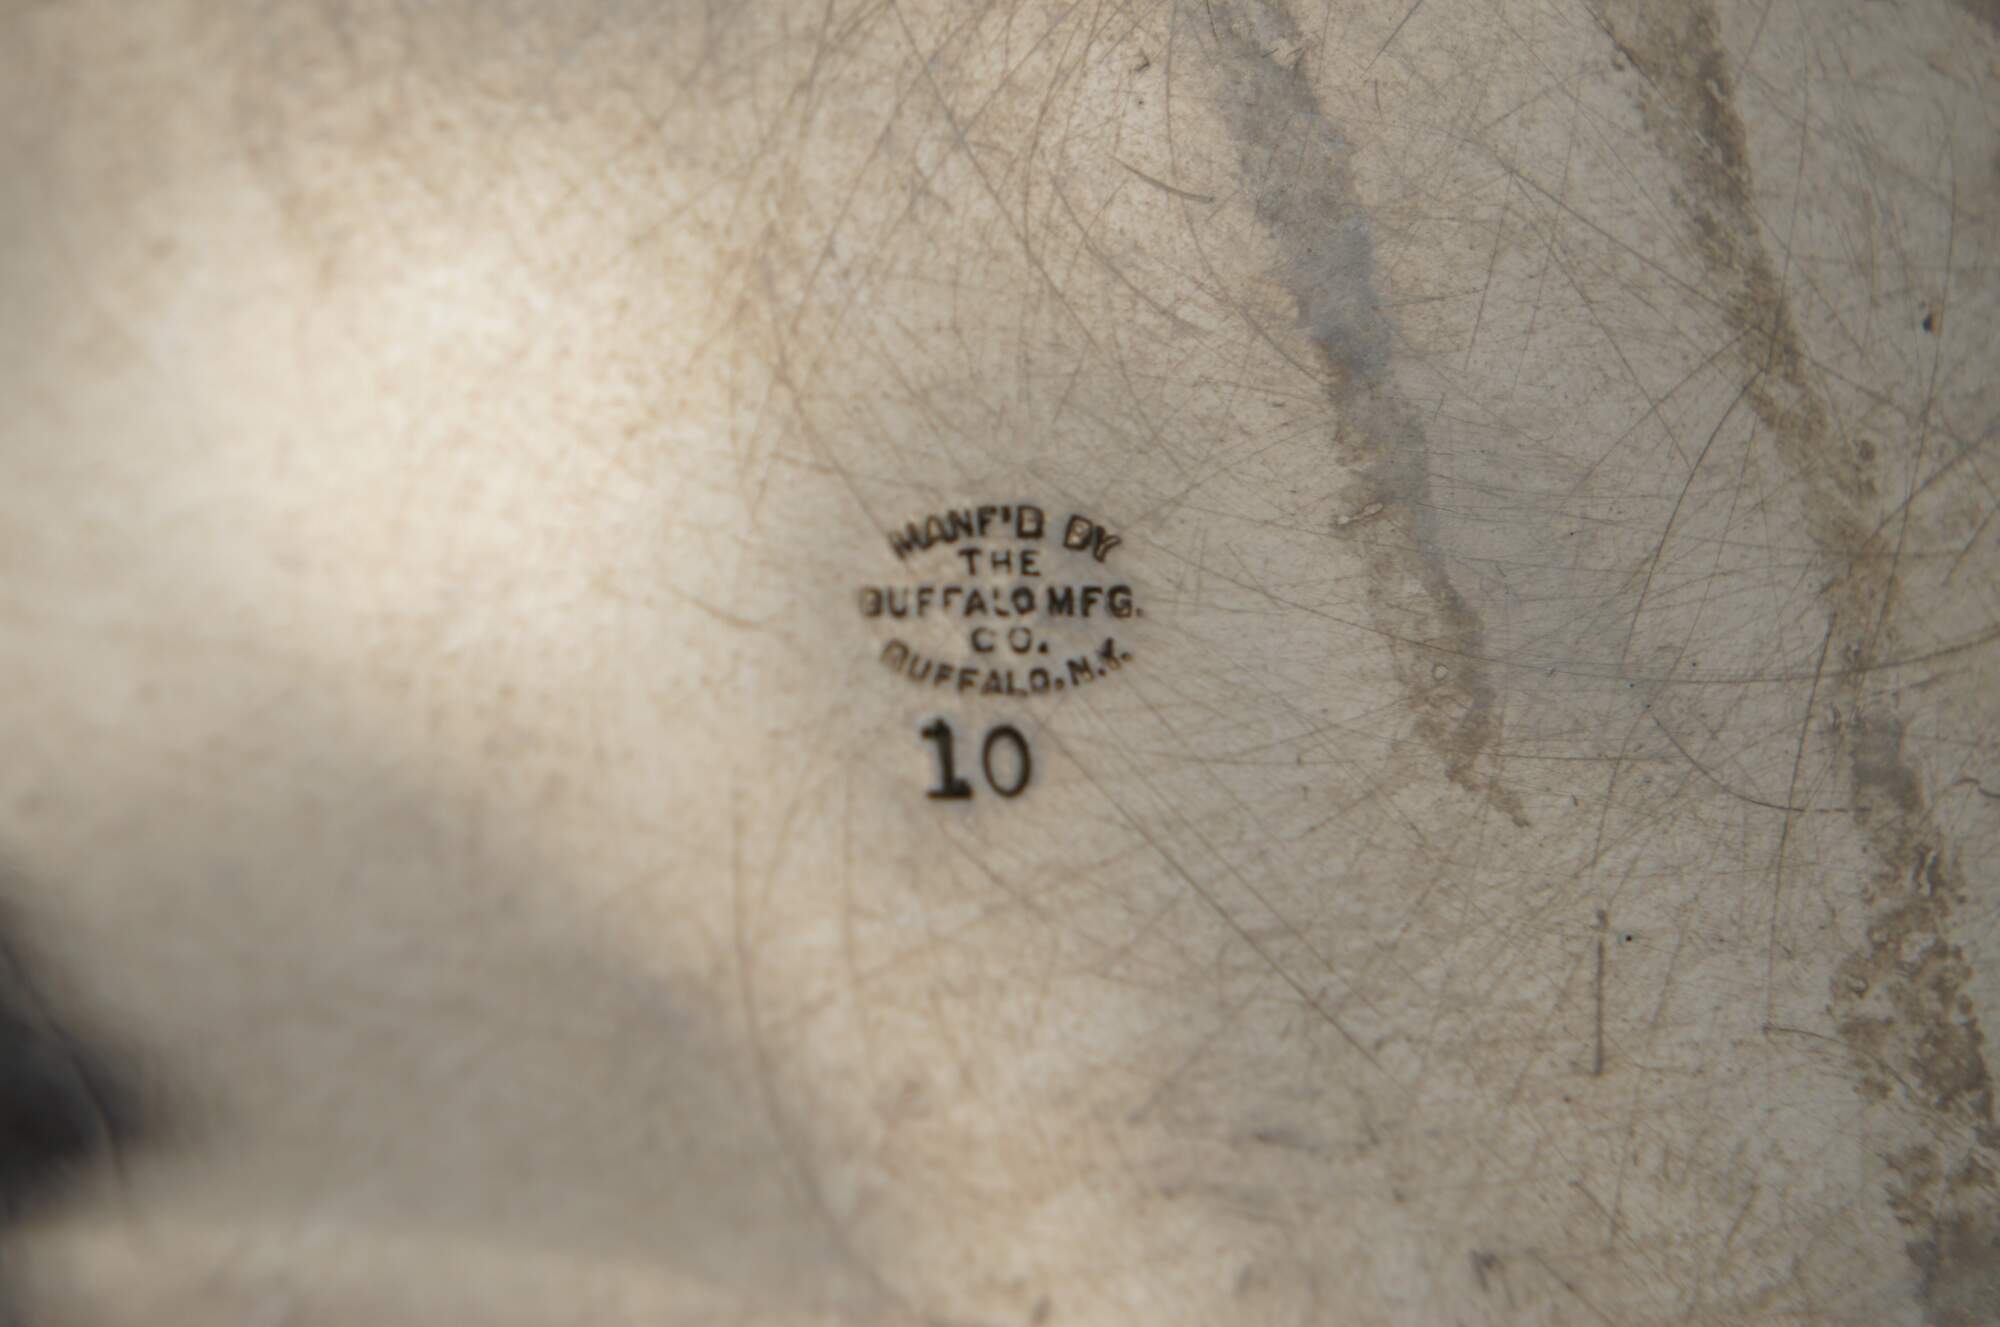 MANF'D BY
THE
BUFFALO MFG.
CO.
BUFFALO, N.Y.
10